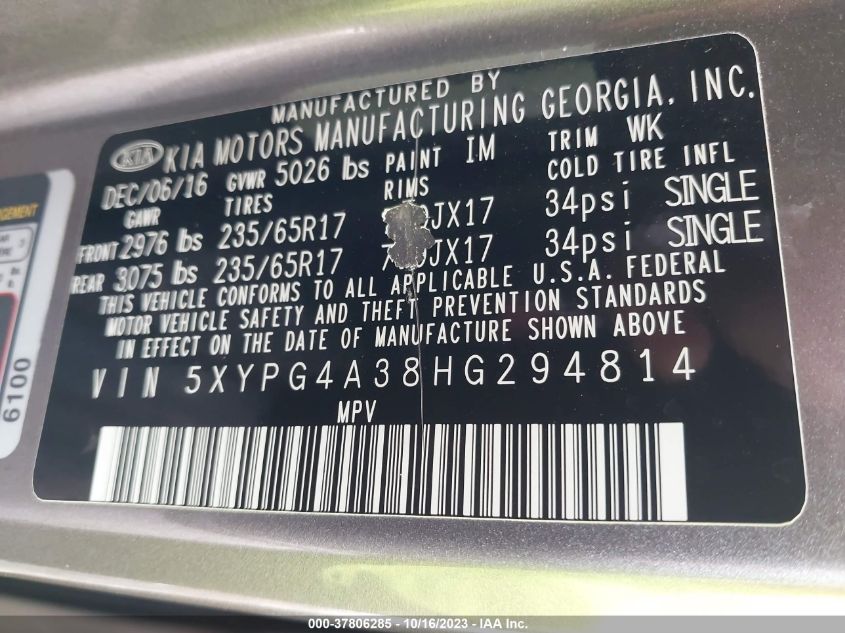 MANUFACTURED BY
KIA KIA MOTORS MANUFACTURING GEORGIA, INC.
DEC/06/16 GVWR 5026 lbs PAINT IM TRIM WK
GAWR TIRES RIMS COLD TIRE INFL
FRONT 2976 lbs 235/65R17 JX17 34psi SINGLE
REAR 3075 lbs 235/65R17 JX17 34psi SINGLE
THIS VEHICLE CONFORMS TO ALL APPLICABLE U.S.A. FEDERAL
MOTOR VEHICLE SAFETY AND THEFT PREVENTION STANDARDS
IN EFFECT ON THE DATE OF MANUFACTURE SHOWN ABOVE
VIN 5XYPG4A38HG294814
MPV
6100
000-37806285 - 10/16/2023 - IAA Inc.